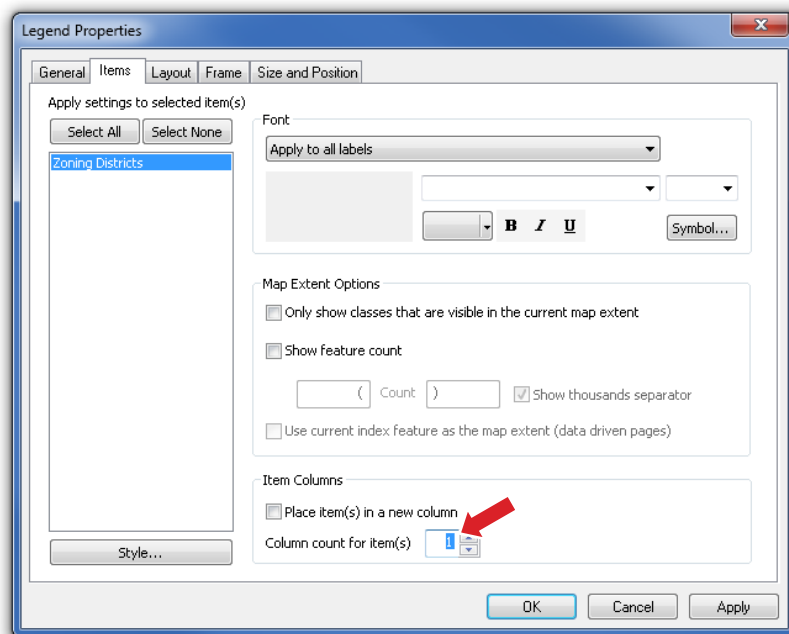 Legend Properties
General Items Layout Frame Size and Position
Apply settings to selected item(s)
Select All Select None
Zoning Districts
Style...
Font
Apply to all labels
B I U Symbol...
Map Extent Options
Only show classes that are visible in the current map extent
Show feature count
( Count ) Show thousands separator
Use current index feature as the map extent (data driven pages)
Item Columns
Place item(s) in a new column
Column count for item(s) 1
OK Cancel Apply